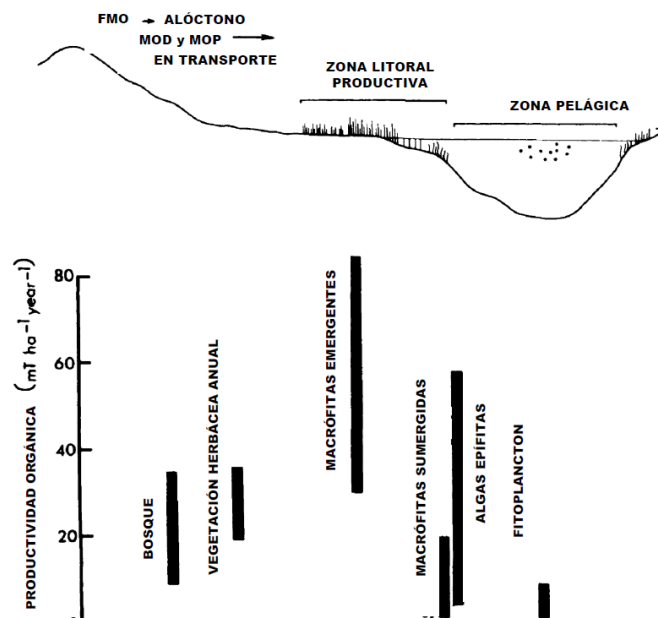 FMO → ALÓCTONO
MOD y MOP
EN TRANSPORTE
ZONA LITORAL
PRODUCTIVA
ZONA PELÁGICA
PRODUCTIVIDAD ORGÁNICA (mT ha-1 year-1)
80
60
40
20
BOSQUE
VEGETACIÓN HERBÁCEA ANUAL
MACRÓFITAS EMERGENTES
MACRÓFITAS SUMERGIDAS
ALGAS EPÍFITAS
FITOPLANCTON